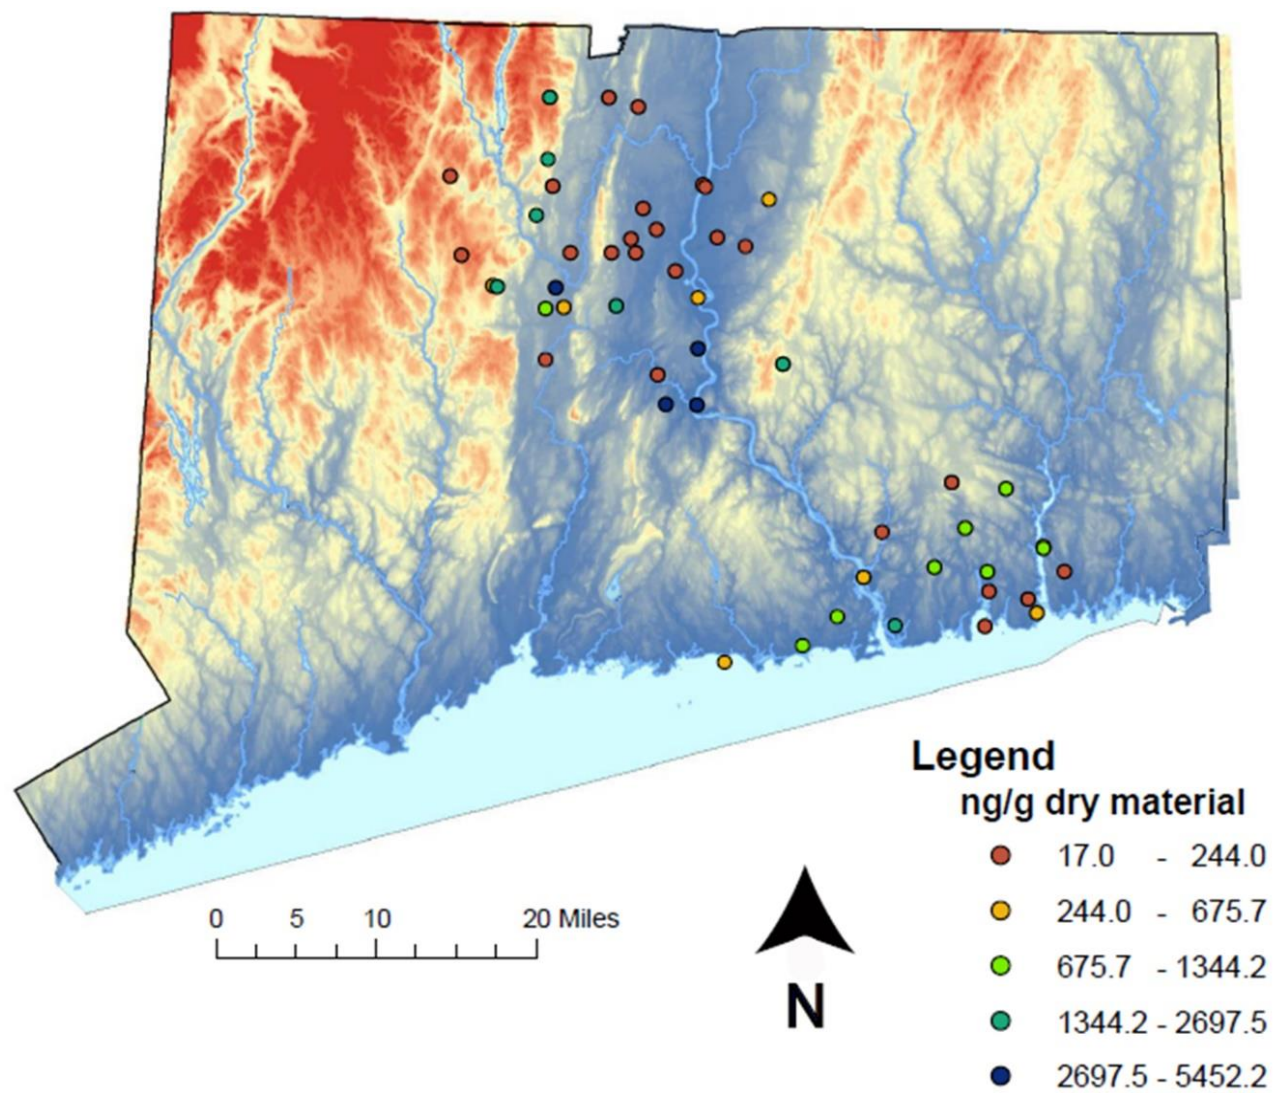 Legend
ng/g dry material
17.0 - 244.0
244.0 - 675.7
675.7 - 1344.2
1344.2 - 2697.5
2697.5 - 5452.2
0 5 10 20 Miles
N